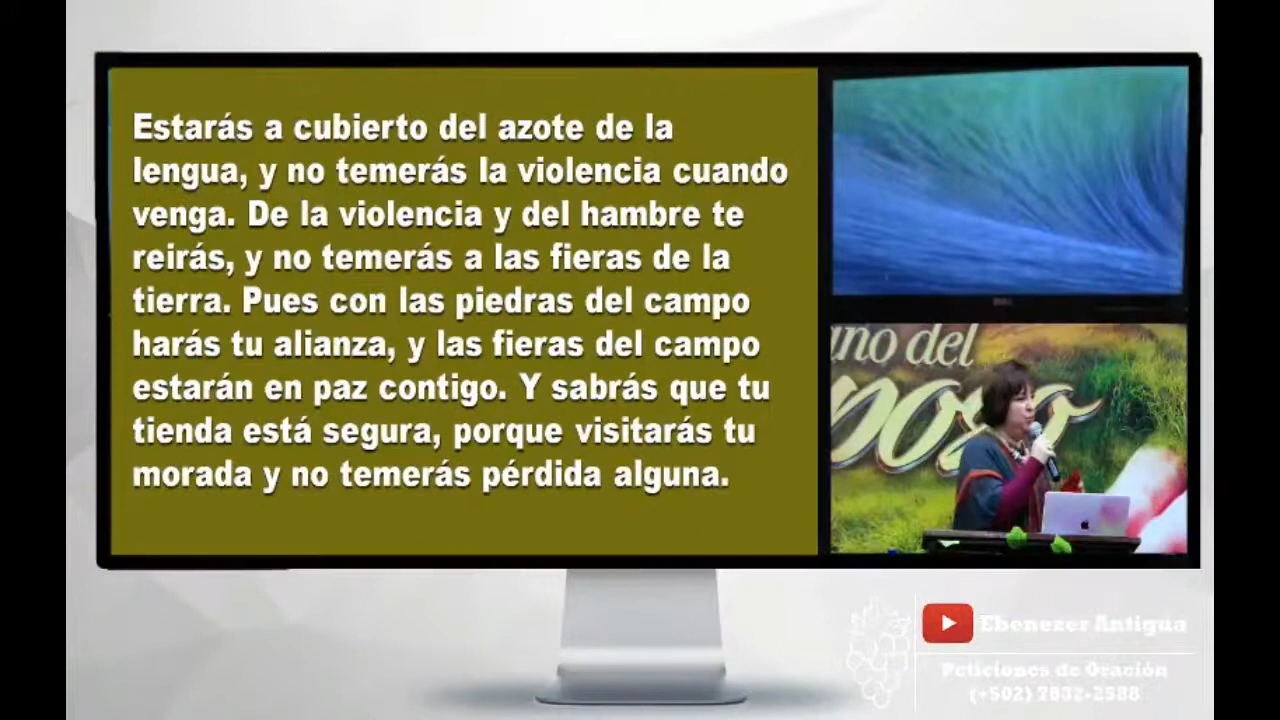 Estarás a cubierto del azote de la
lengua, y no temerás la violencia cuando
venga. De la violencia y del hambre te
reirás, y no temerás a las fieras de la
tierra. Pues con las piedras del campo
harás tu alianza, y las fieras del campo
estarán en paz contigo. Y sabrás que tu
tienda está segura, porque visitarás tu
morada y no temerás pérdida alguna.
año del
Ebenezer Antigua
Peticiones de Oración